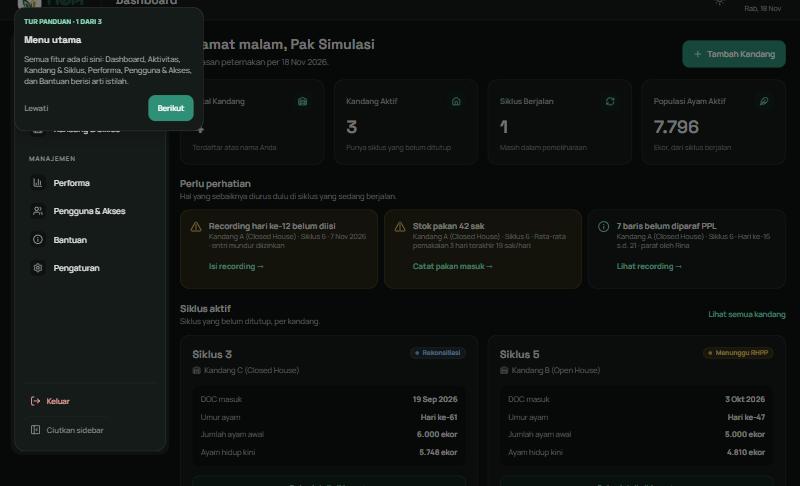 Dashboard
Rab, 18 Nov
TUR PANDUAN · 1 DARI 3
Menu utama
Semua fitur ada di sini: Dashboard, Aktivitas,
Kandang & Siklus, Performa, Pengguna & Akses,
dan Bantuan berisi arti istilah.
Lewati
Berikut
MANAJEMEN
Performa
Pengguna & Akses
Bantuan
Pengaturan
Keluar
Ciutkan sidebar
amat malam, Pak Simulasi
asan peternakan per 18 Nov 2026.
Tambah Kandang
al Kandang
Terdaftar atas nama Anda
Kandang Aktif
3
Punya siklus yang belum ditutup
Siklus Berjalan
1
Masih dalam pemeliharaan
Populasi Ayam Aktif
7.796
Ekor, dari siklus berjalan
Perlu perhatian
Hal yang sebaiknya diurus dulu di siklus yang sedang berjalan.
Recording hari ke-12 belum diisi
Kandang A (Closed House) · Siklus 6 · 7 Nov 2026
· entri mundur diizinkan
Isi recording →
Stok pakan 42 sak
Kandang A (Closed House) · Siklus 6 · Rata-rata
pemakaian 3 hari terakhir 19 sak/hari
Catat pakan masuk →
7 baris belum diparaf PPL
Kandang A (Closed House) · Siklus 6 · Hari ke-15
s.d. 21 · paraf oleh Rina
Lihat recording →
Siklus aktif
Siklus yang belum ditutup, per kandang.
Lihat semua kandang
Siklus 3
Rekonsiliasi
Kandang C (Closed House)
DOC masuk 19 Sep 2026
Umur ayam Hari ke-61
Jumlah ayam awal 6.000 ekor
Ayam hidup kini 5.748 ekor
Siklus 5
Menunggu RHPP
Kandang B (Open House)
DOC masuk 3 Okt 2026
Umur ayam Hari ke-47
Jumlah ayam awal 5.000 ekor
Ayam hidup kini 4.810 ekor